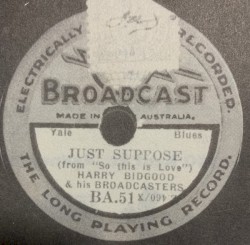 ELECTRICALLY RECORDED.
BROADCAST
MADE IN AUSTRALIA.
Yale Blues
JUST SUPPOSE
(from "So this is Love")
HARRY BIDGOOD
& his BROADCASTERS
BA.51
THE LONG PLAYING RECORD.